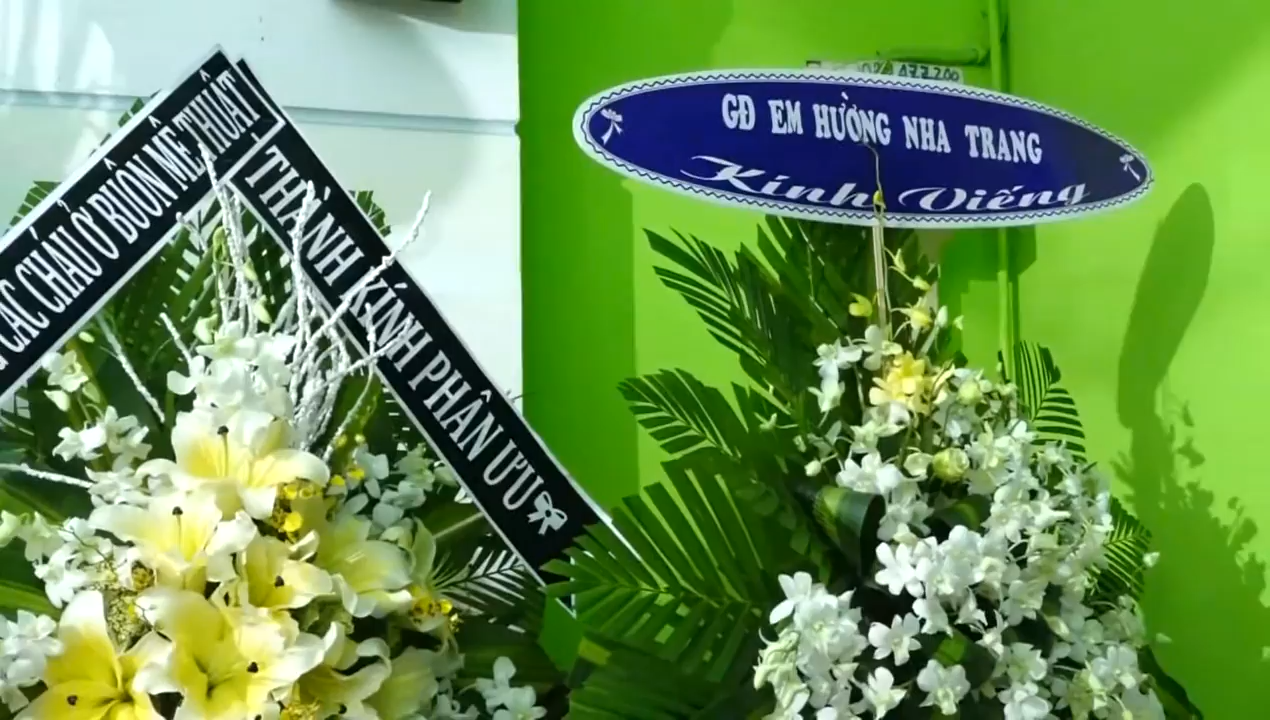 CÁC CHÁU Ở BUÔN MÊ THUỘT
THÀNH KÍNH PHÂN ƯU
GĐ EM HƯỜNG NHA TRANG
Kính Viếng